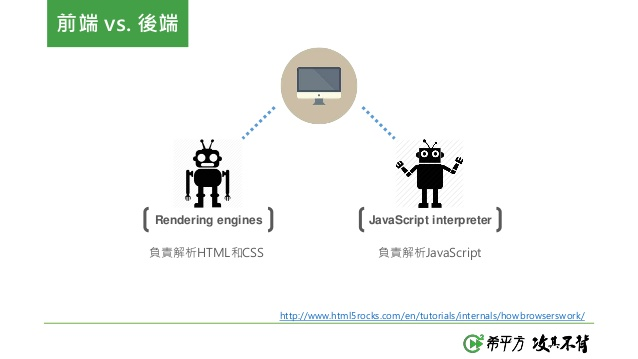 前端 vs. 後端
Rendering engines
JavaScript interpreter
負責解析HTML和CSS
負責解析JavaScript
http://www.html5rocks.com/en/tutorials/internals/howbrowserswork/
希平方 攻其不背